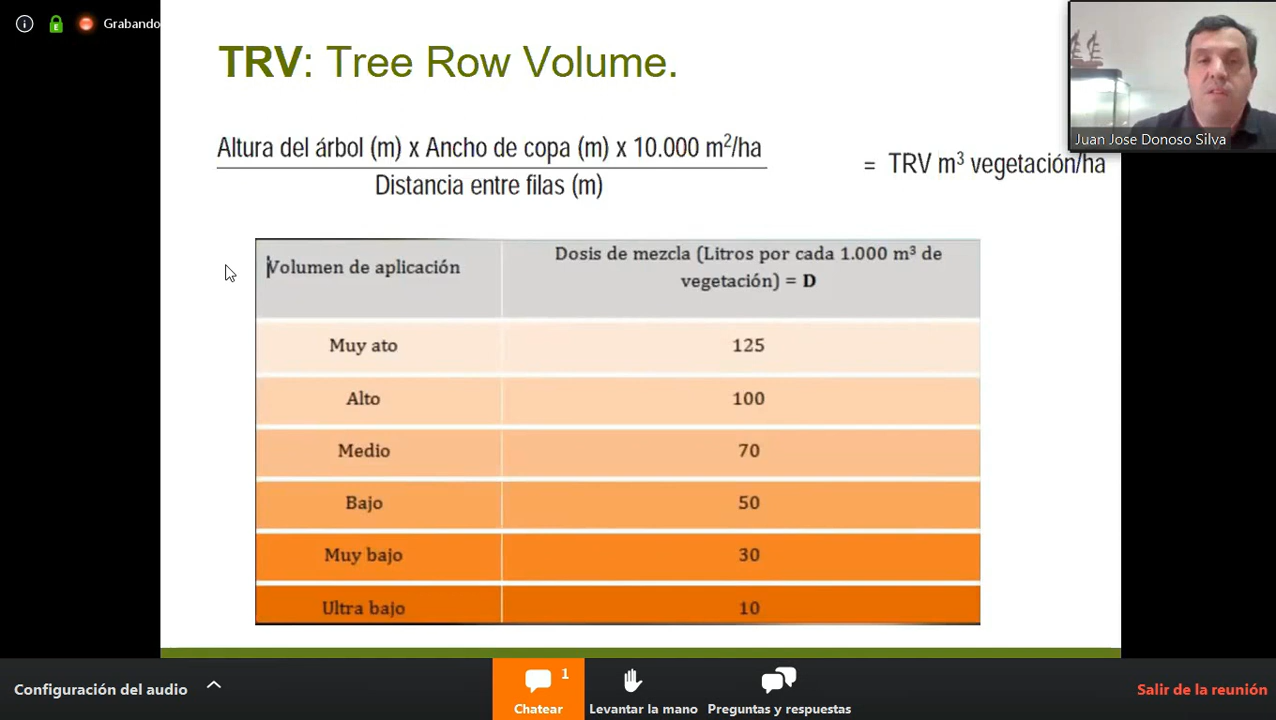 Grabando
TRV: Tree Row Volume.
Juan Jose Donoso Silva
Altura del árbol (m) x Ancho de copa (m) x 10.000 m²/ha
Distancia entre filas (m)
= TRV m³ vegetación/ha
Volumen de aplicación
Dosis de mezcla (Litros por cada 1.000 m³ de
vegetación) = D
Muy ato 125
Alto 100
Medio 70
Bajo 50
Muy bajo 30
Ultra bajo 10
Configuración del audio
1
Chatear
Levantar la mano
Preguntas y respuestas
Salir de la reunión